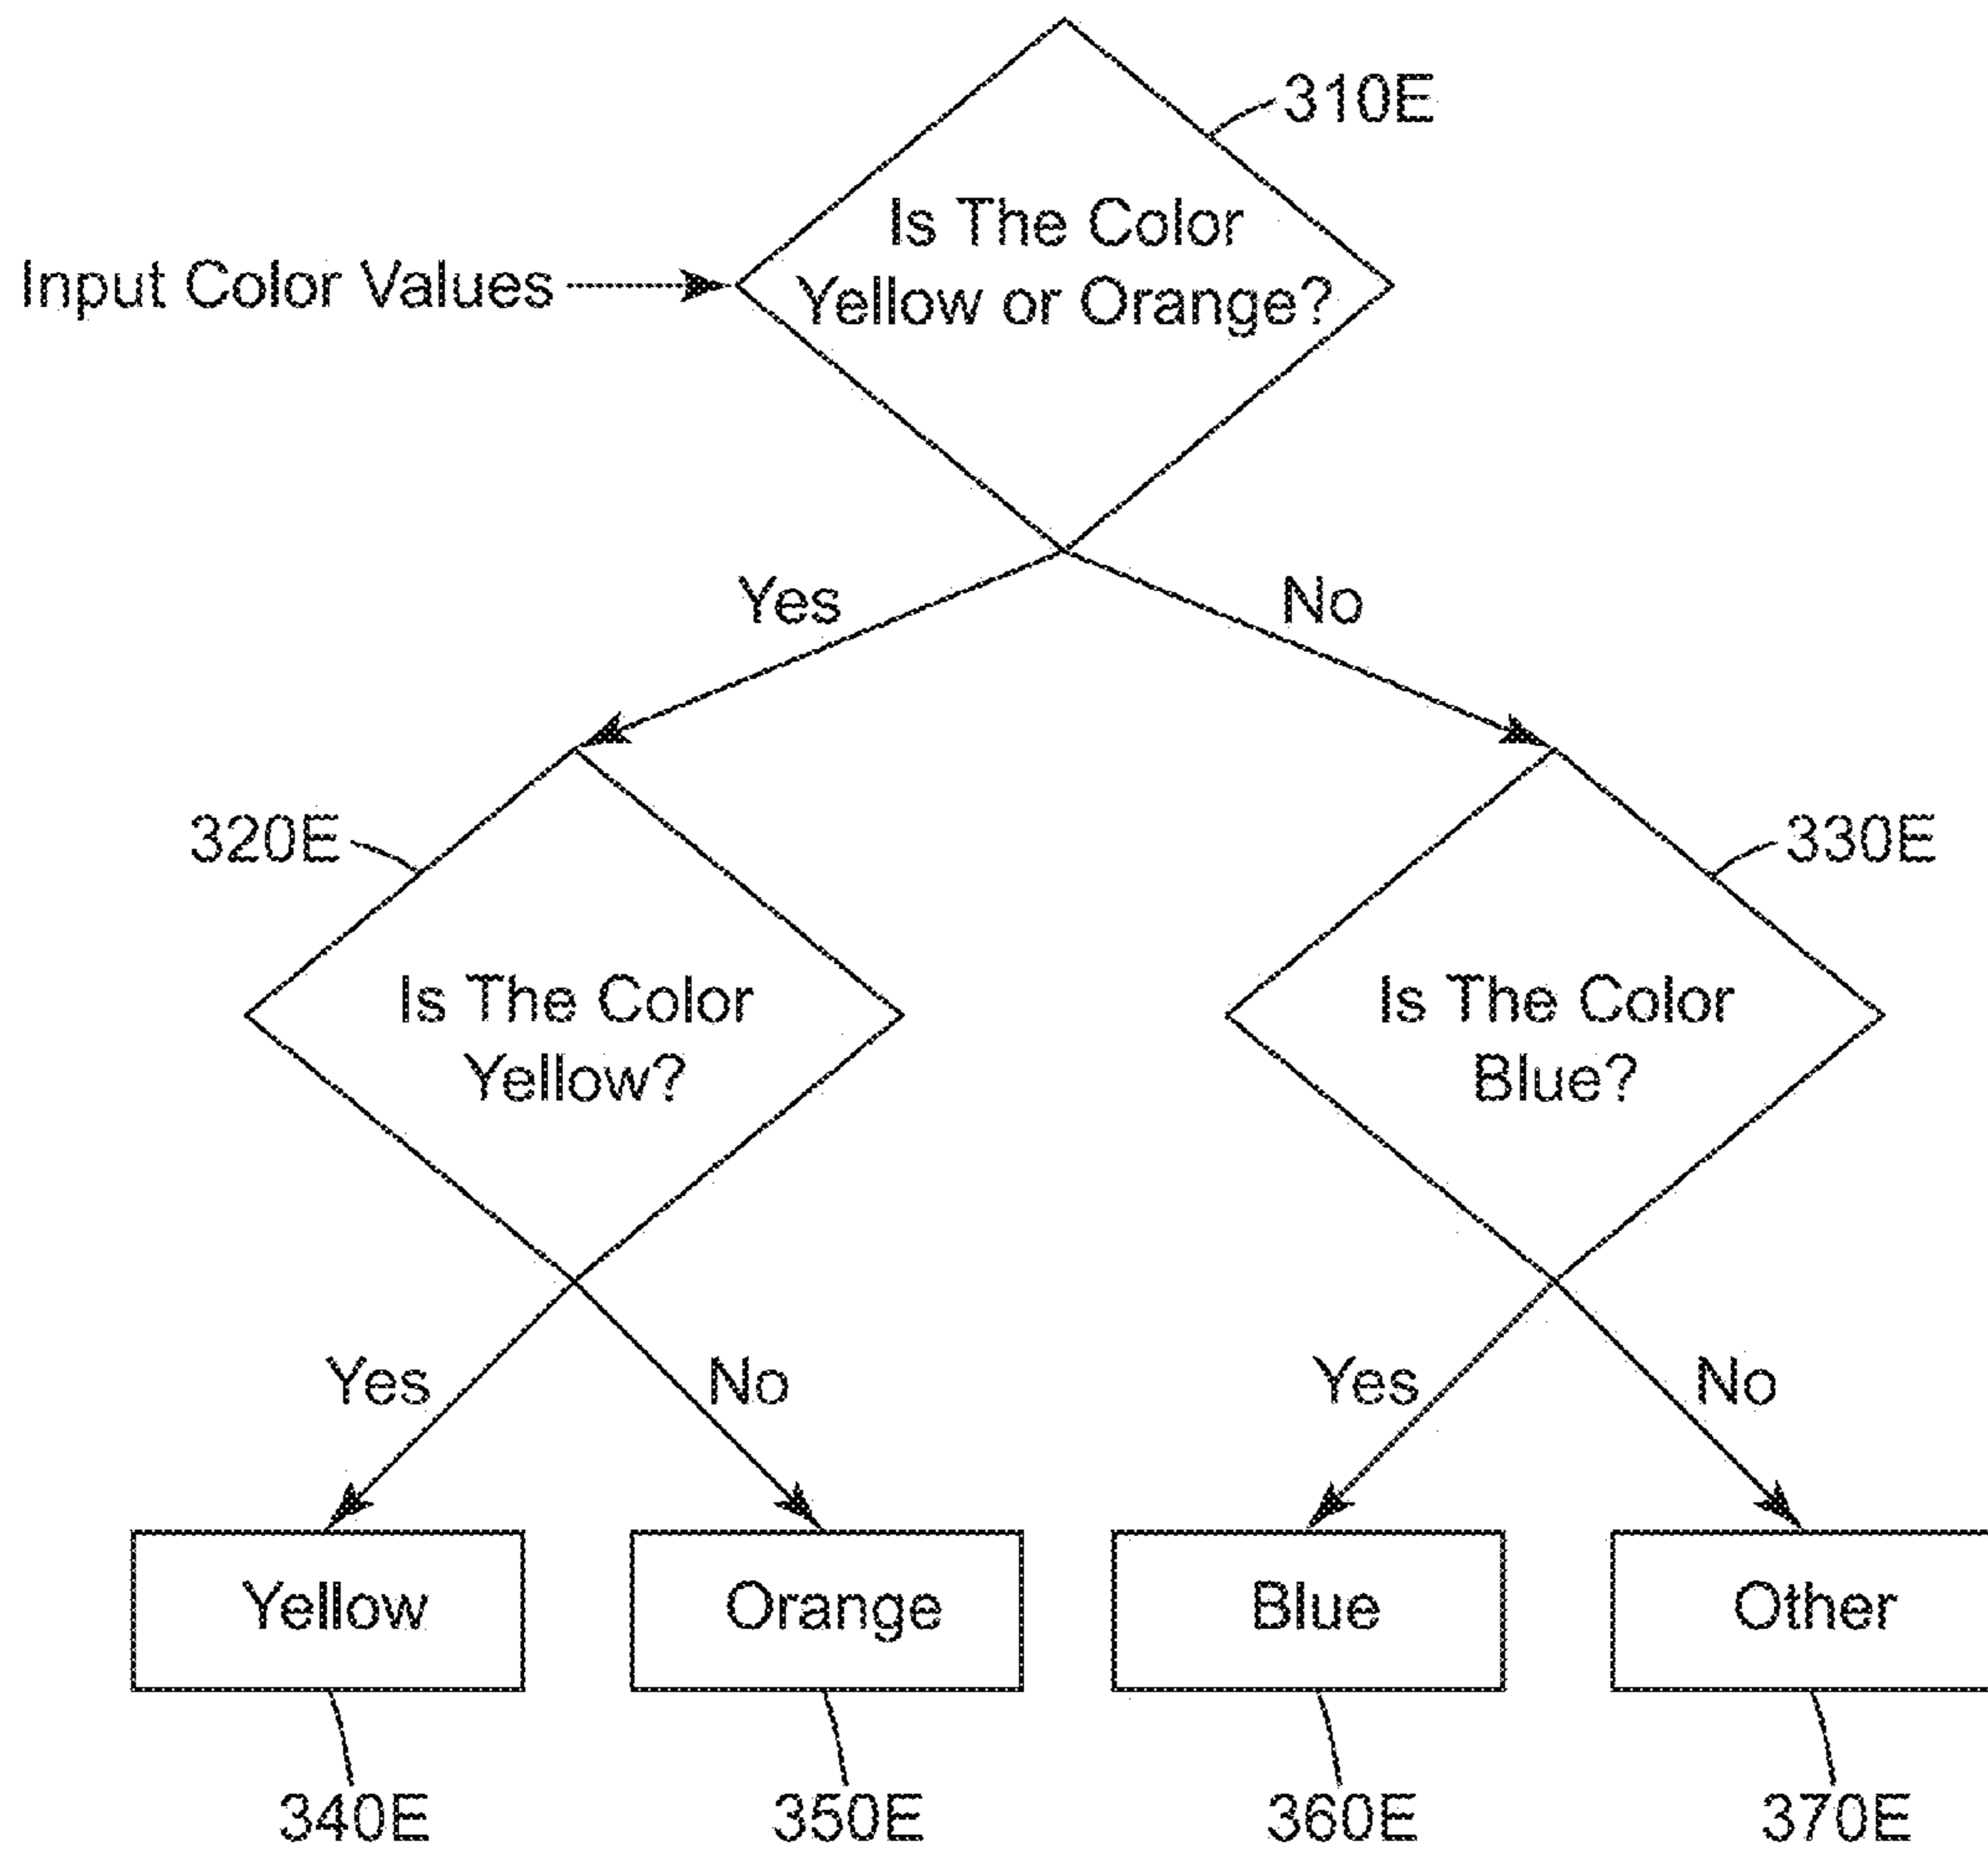 310E
Is The Color
Yellow or Orange?
Input Color Values
Yes
No
320E
330E
Is The Color
Yellow?
Is The Color
Blue?
Yes
No
Yes
No
Yellow
Orange
Blue
Other
340E
350E
360E
370E